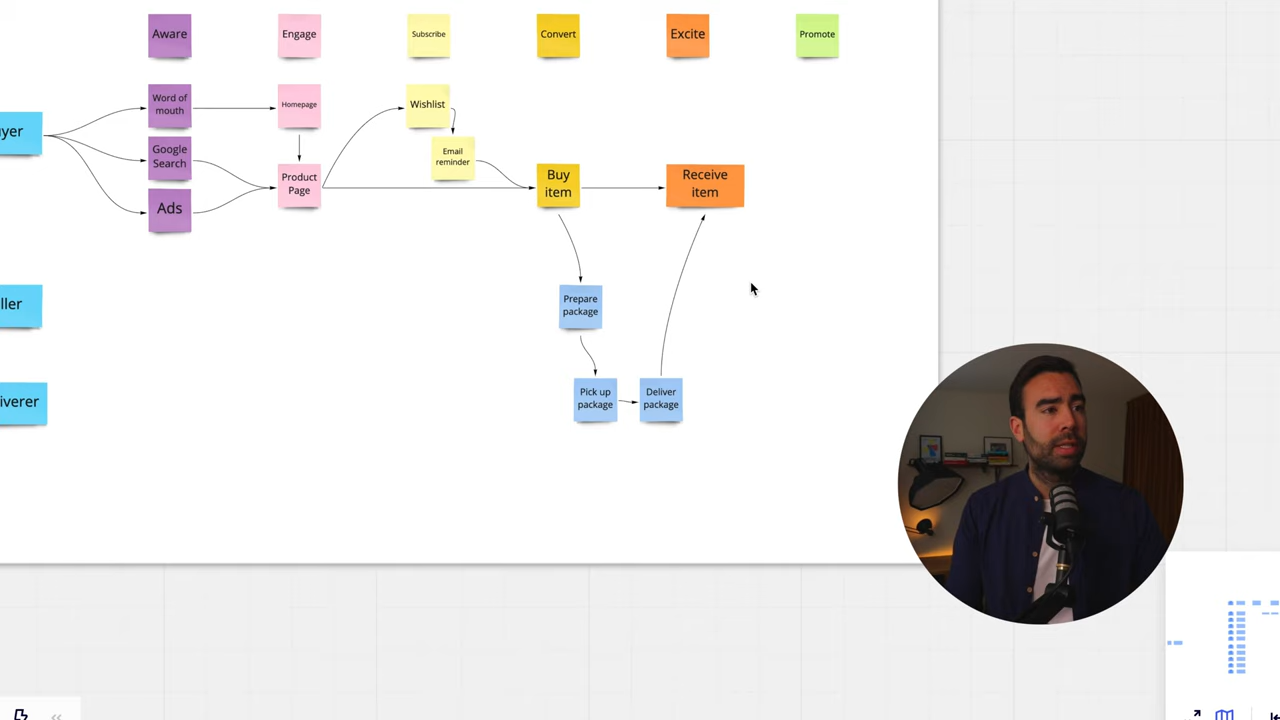 Aware
Engage
Subscribe
Convert
Excite
Promote
Word of
mouth
Homepage
Wishlist
yer
Google
Search
Email
reminder
Product
Page
Buy
item
Receive
item
Ads
ller
Prepare
package
iverer
Pick up
package
Deliver
package